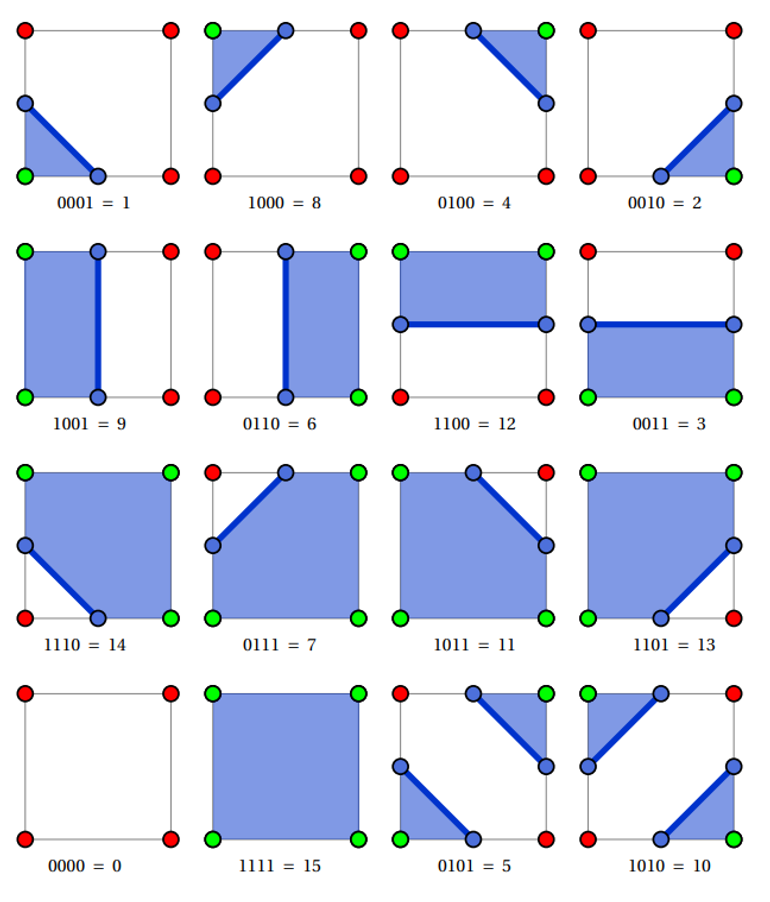 0001 = 1
1000 = 8
0100 = 4
0010 = 2
1001 = 9
0110 = 6
1100 = 12
0011 = 3
1110 = 14
0111 = 7
1011 = 11
1101 = 13
0000 = 0
1111 = 15
0101 = 5
1010 = 10